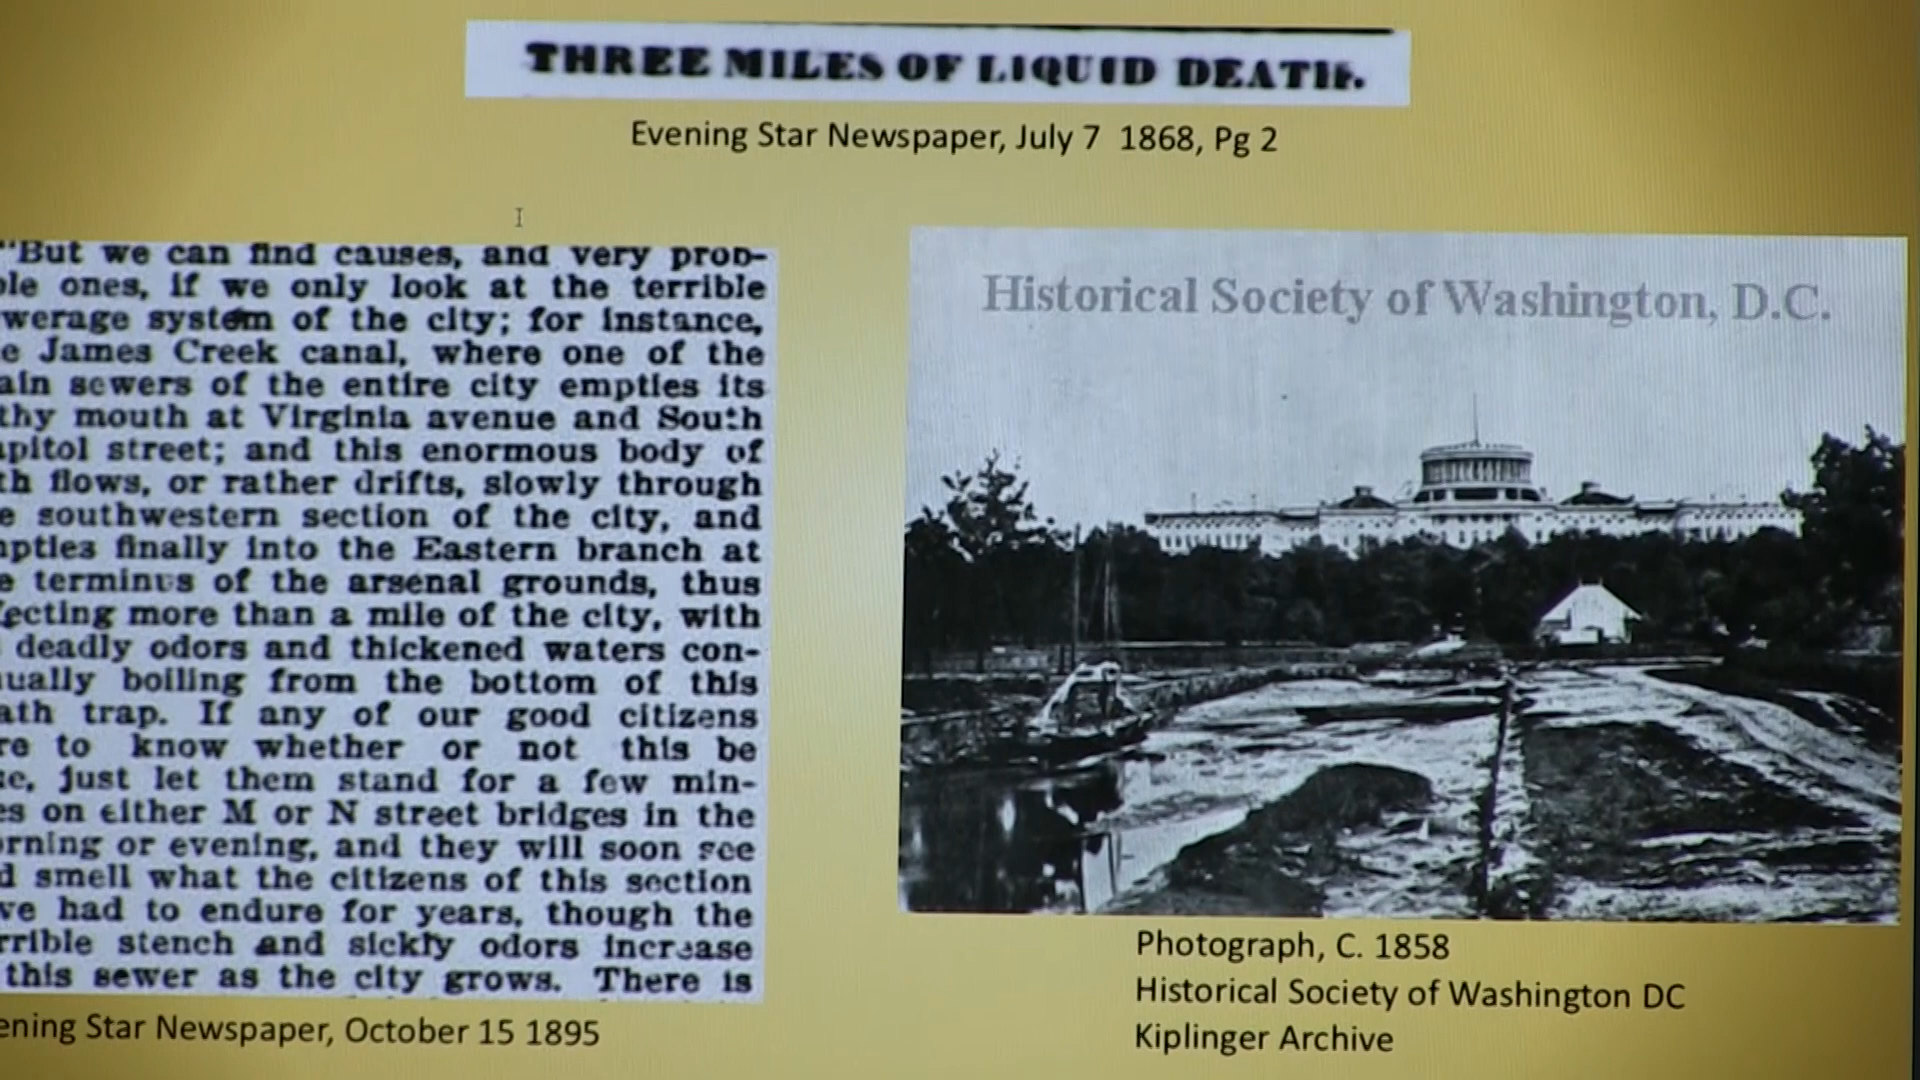 THREE MILES OF LIQUID DEATH.
Evening Star Newspaper, July 7 1868, Pg 2
"But we can find causes, and very prob-
ble ones, if we only look at the terrible
werage system of the city; for instance,
e James Creek canal, where one of the
ain sewers of the entire city empties its
thy mouth at Virginia avenue and South
apitol street; and this enormous body of
th flows, or rather drifts, slowly through
e southwestern section of the city, and
mpties finally into the Eastern branch at
e terminus of the arsenal grounds, thus
fecting more than a mile of the city, with
deadly odors and thickened waters con-
nually boiling from the bottom of this
ath trap. If any of our good citizens
re to know whether or not this be
se, just let them stand for a few min-
es on either M or N street bridges in the
orning or evening, and they will soon see
d smell what the citizens of this section
ve had to endure for years, though the
rrible stench and sickly odors increase
this sewer as the city grows. There is
ening Star Newspaper, October 15 1895
Historical Society of Washington, D.C.
Photograph, C. 1858
Historical Society of Washington DC
Kiplinger Archive